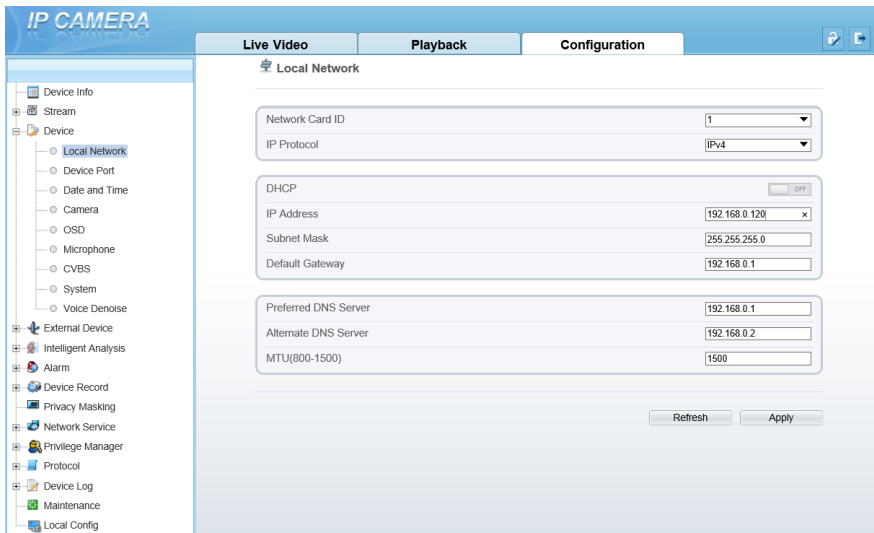 IP CAMERA
Live Video
Playback
Configuration
Local Network
Device Info
Stream
Device
Local Network
Device Port
Date and Time
Camera
OSD
Microphone
CVBS
System
Voice Denoise
External Device
Intelligent Analysis
Alarm
Device Record
Privacy Masking
Network Service
Privilege Manager
Protocol
Device Log
Maintenance
Local Config
Network Card ID 1
IP Protocol IPv4
DHCP OFF
IP Address 192.168.0.120 ×
Subnet Mask 255.255.255.0
Default Gateway 192.168.0.1
Preferred DNS Server 192.168.0.1
Alternate DNS Server 192.168.0.2
MTU(800-1500) 1500
Refresh Apply